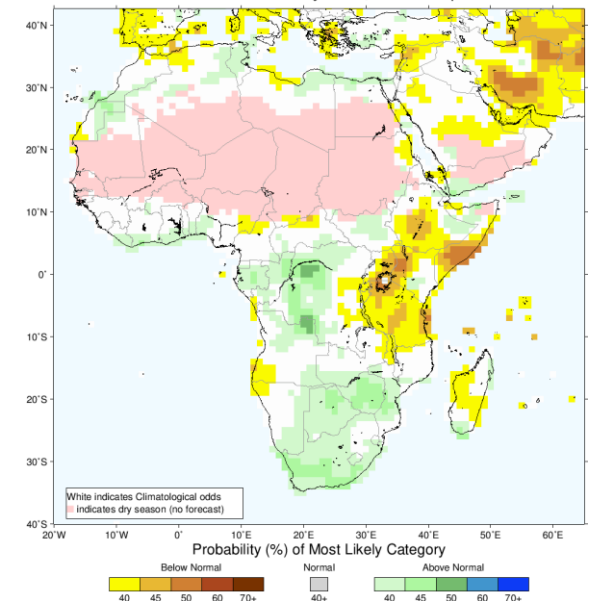 40°N
30°N
20°N
10°N
0°
10°S
20°S
30°S
40°S
White indicates Climatological odds
indicates dry season (no forecast)
20°W 10°W 0° 10°E 20°E 30°E 40°E 50°E 60°E
Probability (%) of Most Likely Category
Below Normal Normal Above Normal
40 45 50 60 70+ 40+ 40 45 50 60 70+